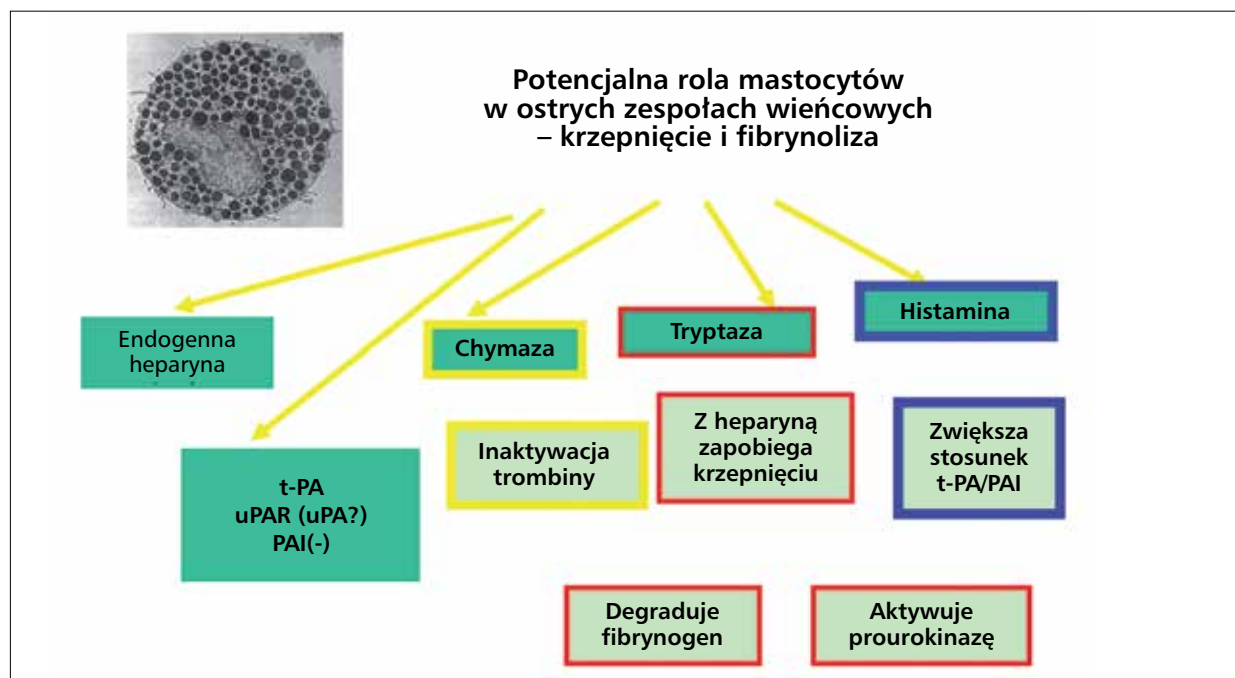 Potencjalna rola mastocytów
w ostrych zespołach wieńcowych
– krzepnięcie i fibrynoliza
Endogenna
heparyna
Chymaza
Tryptaza
Histamina
t-PA
uPAR (uPA?)
PAI(-)
Inaktywacja
trombiny
Z heparyną
zapobiega
krzepnięciu
Zwiększa
stosunek
t-PA/PAI
Degraduje
fibrynogen
Aktywuje
prourokinazę